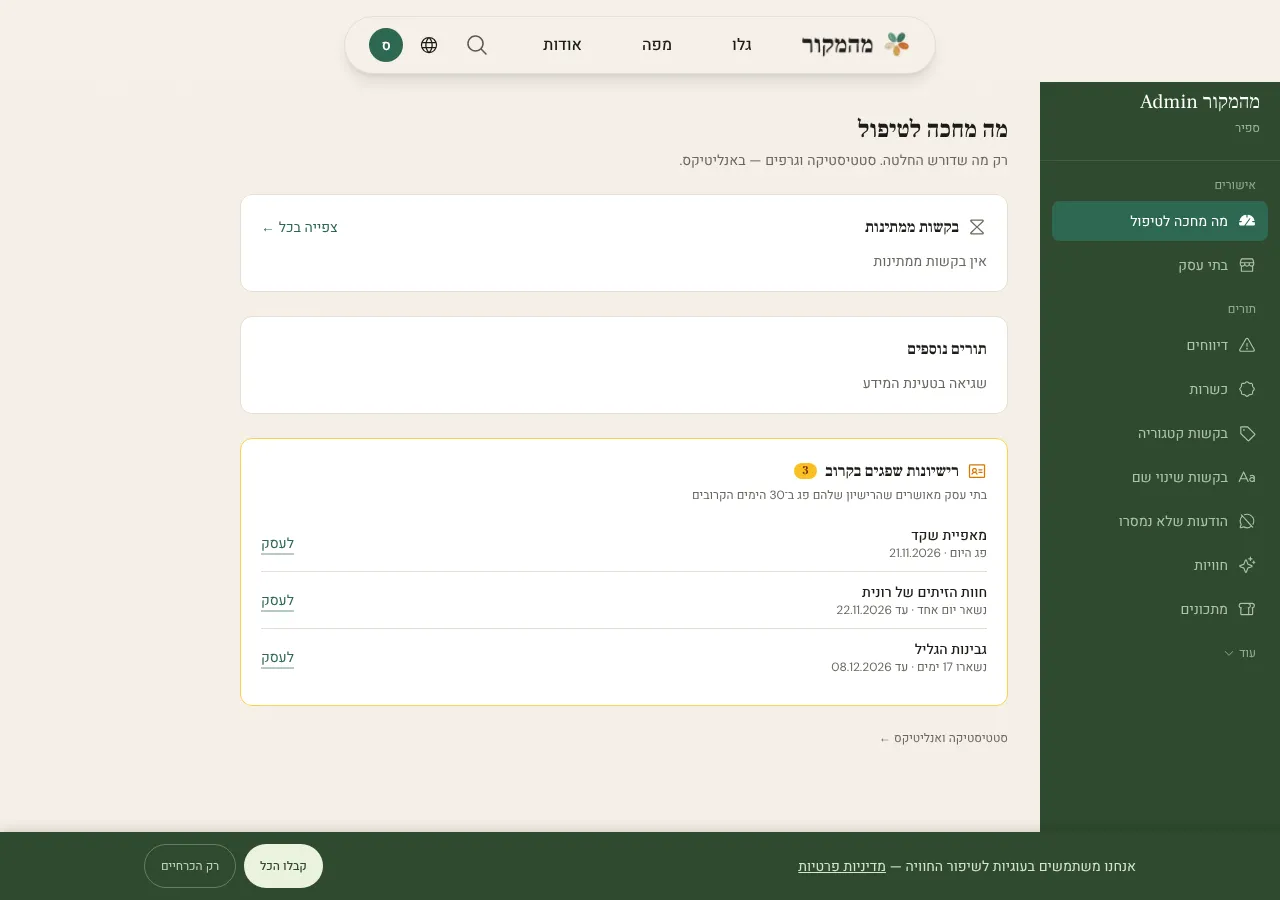 מהמקור
גלו
מפה
אודות
ס
מהמקור Admin
ספיר
אישורים
מה מחכה לטיפול
בתי עסק
תורים
דיווחים
כשרות
בקשות קטגוריה
Aa בקשות שינוי שם
הודעות שלא נמסרו
חוויות
מתכונים
עוד
מה מחכה לטיפול
רק מה שדורש החלטה. סטטיסטיקה וגרפים — באנליטיקס.
בקשות ממתינות
צפייה בכל ←
אין בקשות ממתינות
תורים נוספים
שגיאה בטעינת המידע
רישיונות שפגים בקרוב 3
בתי עסק מאושרים שהרישיון שלהם פג ב־30 הימים הקרובים
מאפיית שקד
פג היום · 21.11.2026
לעסק
חוות הזיתים של רונית
נשאר יום אחד · עד 22.11.2026
לעסק
גבינות הגליל
נשארו 17 ימים · עד 08.12.2026
לעסק
סטטיסטיקה ואנליטיקס ←
אנחנו משתמשים בעוגיות לשיפור החוויה — מדיניות פרטיות
קבלו הכל
רק הכרחיים